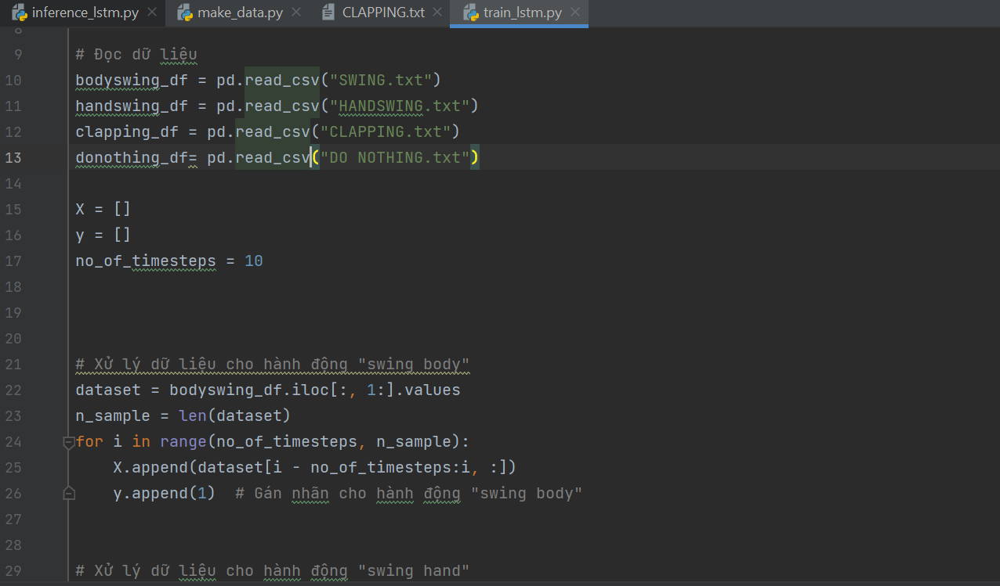 inference_lstm.py make_data.py CLAPPING.txt train_lstm.py
8
9 # Đọc dữ liệu
10 bodyswing_df = pd.read_csv("SWING.txt")
11 handswing_df = pd.read_csv("HANDSWING.txt")
12 clapping_df = pd.read_csv("CLAPPING.txt")
13 donothing_df= pd.read_csv("DO NOTHING.txt")
14
15 X = []
16 y = []
17 no_of_timesteps = 10
18
19
20
21 # Xử lý dữ liệu cho hành động "swing body"
22 dataset = bodyswing_df.iloc[:, 1:].values
23 n_sample = len(dataset)
24 for i in range(no_of_timesteps, n_sample):
25 X.append(dataset[i - no_of_timesteps:i, :])
26 y.append(1) # Gán nhãn cho hành động "swing body"
27
28
29 # Xử lý dữ liệu cho hành động "swing hand"